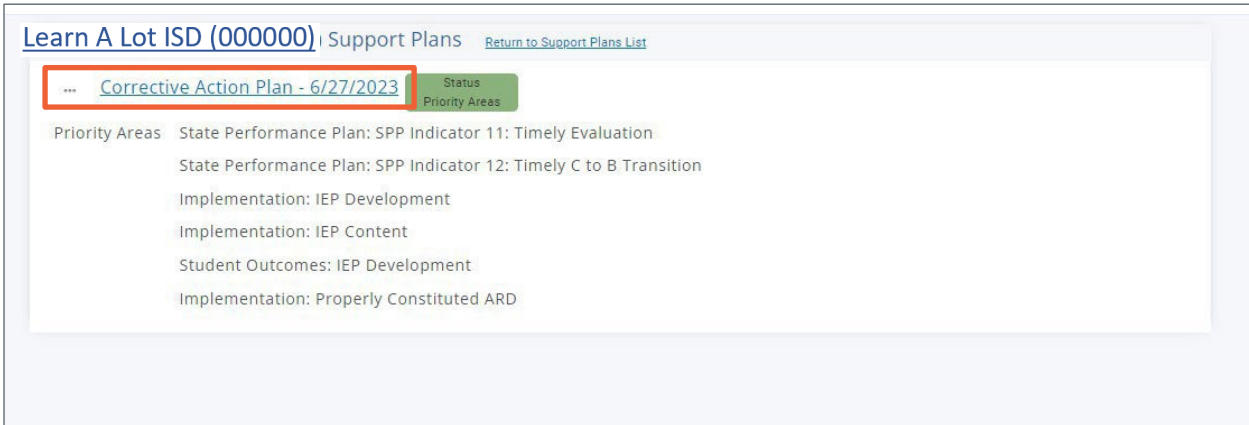 Learn A Lot ISD (000000) Support Plans Return to Support Plans List
... Corrective Action Plan - 6/27/2023 Status
Priority Areas
Priority Areas State Performance Plan: SPP Indicator 11: Timely Evaluation
State Performance Plan: SPP Indicator 12: Timely C to B Transition
Implementation: IEP Development
Implementation: IEP Content
Student Outcomes: IEP Development
Implementation: Properly Constituted ARD